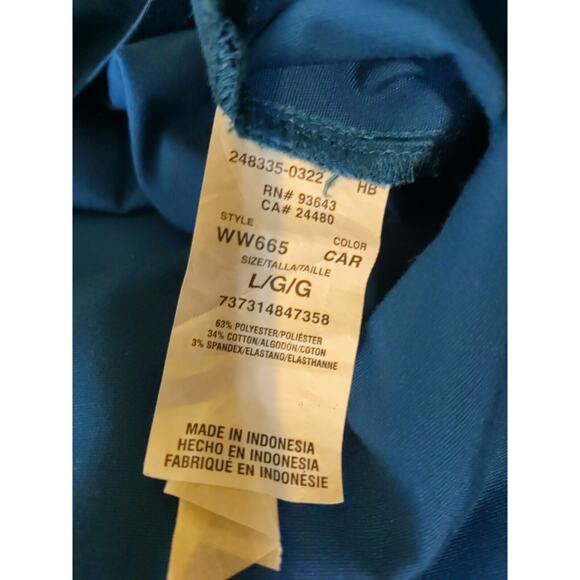 248335-0322 HB
RN# 93643
CA# 24480
STYLE
WW665
COLOR
CAR
SIZE/TALLA/TAILLE
L/G/G
737314847358
63% POLYESTER/POLIÉSTER
34% COTTON/ALGODÓN/COTON
3% SPANDEX/ELASTANO/ELASTHANNE
MADE IN INDONESIA
HECHO EN INDONESIA
FABRIQUÉ EN INDONESIA